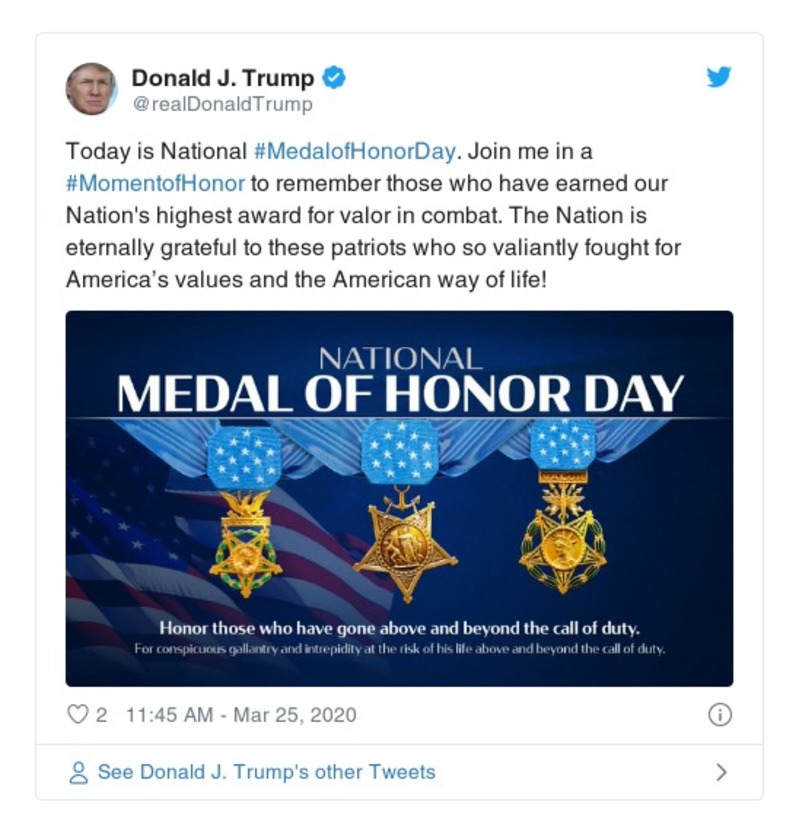 Donald J. Trump
@realDonaldTrump
Today is National #MedalofHonorDay. Join me in a
#MomentofHonor to remember those who have earned our
Nation's highest award for valor in combat. The Nation is
eternally grateful to these patriots who so valiantly fought for
America’s values and the American way of life!
NATIONAL
MEDAL OF HONOR DAY
VALOR
Honor those who have gone above and beyond the call of duty.
For conspicuous gallantry and intrepidity at the risk of his life above and beyond the call of duty.
2 11:45 AM - Mar 25, 2020
See Donald J. Trump's other Tweets